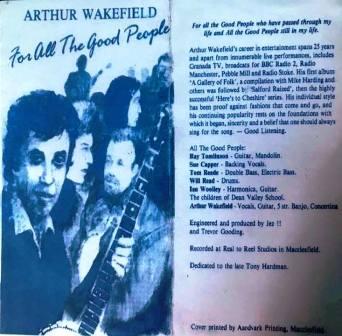 ARTHUR WAKEFIELD
For All The Good People
For all the Good People who have passed through my
life and All the Good People still in my life.
Arthur Wakefield's career in entertainment spans 25 years
and apart from innumerable live performances, includes
Granada TV, broadcasts for BBC Radio 2, Radio
Manchester, Pebble Mill and Radio Stoke. His first album
'A Gallery of Folk', a compilation with Mike Harding and
others was followed by 'Salford Raised', then the highly
successful 'Here's to Cheshire' series. His individual style
has been proof against fashions that come and go, and
his continuing popularity rests on the foundations with
which it began, sincerity and a belief that one should always
sing for the song. — Good Listening.
All The Good People:
Ray Tomlinson - Guitar, Mandolin.
Sue Capper - Backing Vocals.
Tom Reade - Double Bass, Electric Bass.
Will Read - Drums.
Ian Woolley - Harmonica, Guitar.
The children of Dean Valley School.
Arthur Wakefield - Vocals, Guitar, 5 str. Banjo, Concertina
Engineered and produced by Jez !!
and Trevor Gooding.
Recorded at Real to Reel Studios in Macclesfield.
Dedicated to the late Tony Hardman.
Cover printed by Aardvark Printing, Macclesfield.